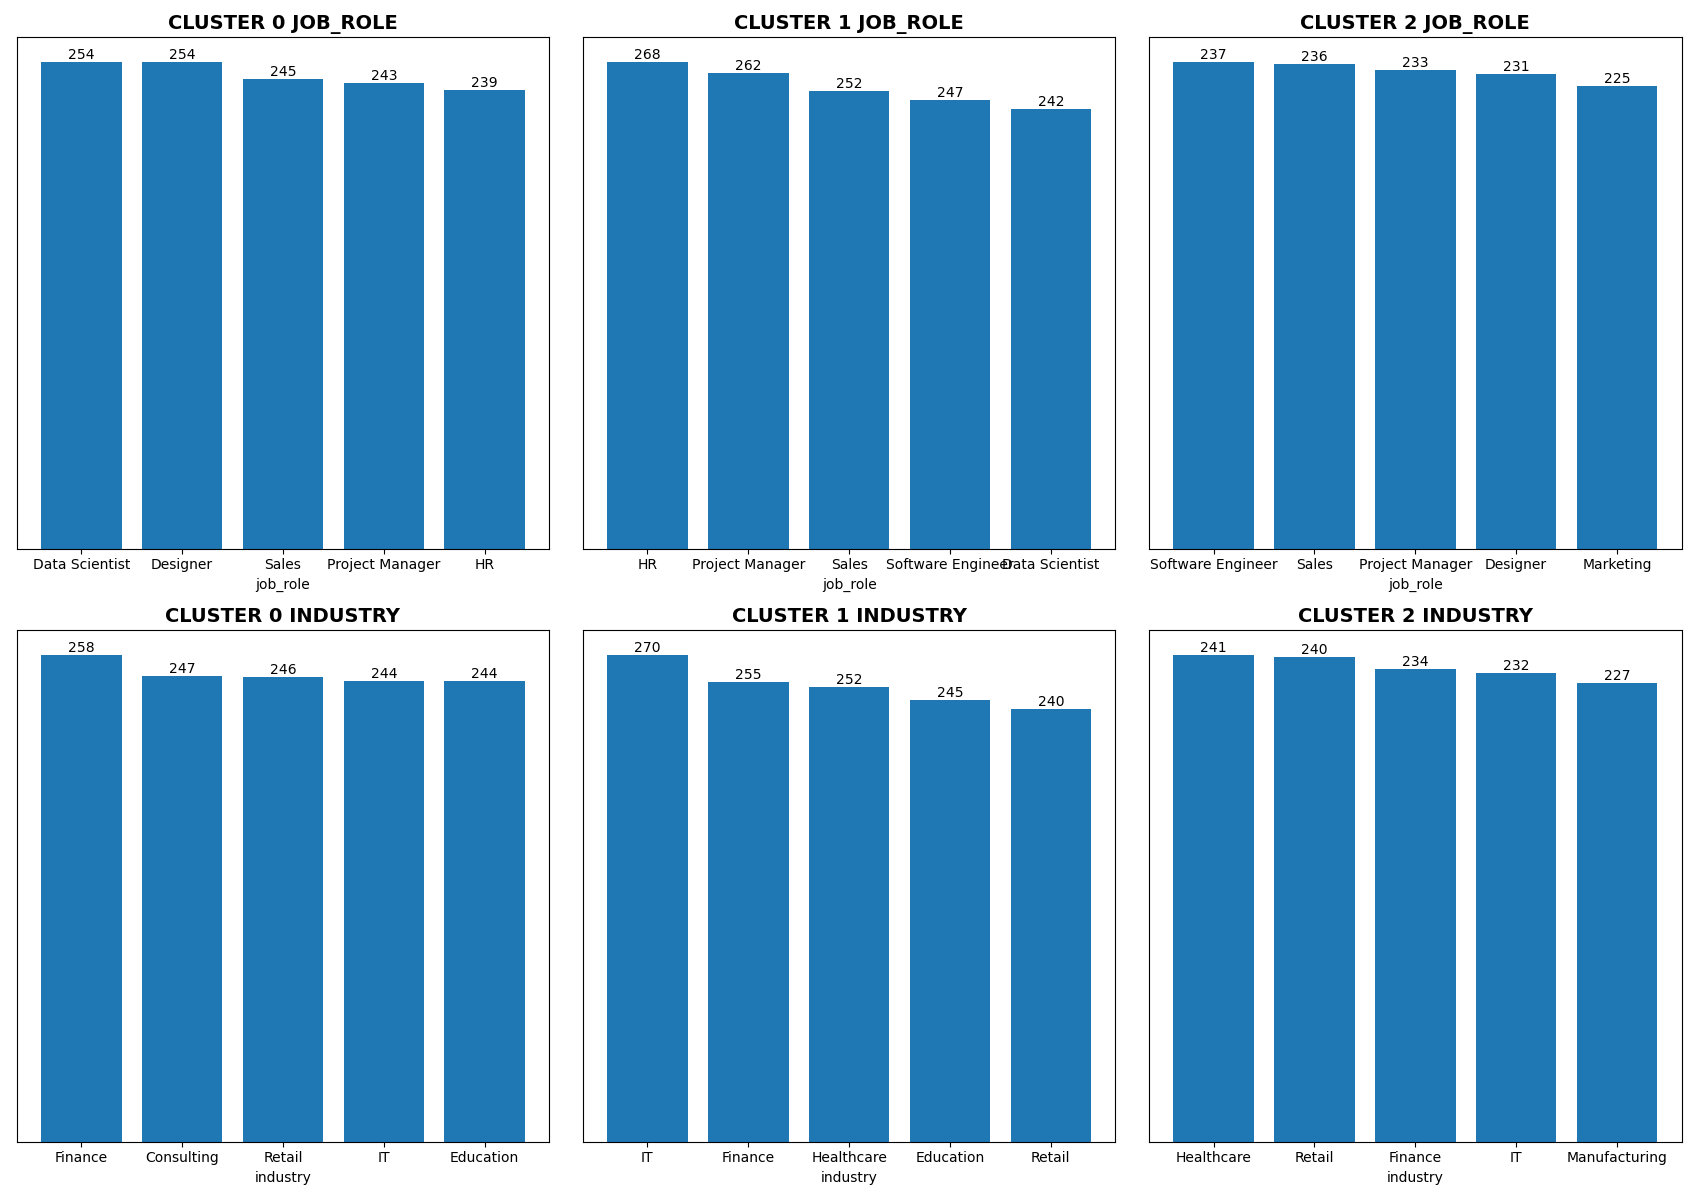 CLUSTER 0 JOB_ROLE
254
254
245
243
239
Data Scientist
Designer
Sales
Project Manager
HR
job_role
CLUSTER 1 JOB_ROLE
268
262
252
247
242
HR
Project Manager
Sales
Software Engineer
Data Scientist
job_role
CLUSTER 2 JOB_ROLE
237
236
233
231
225
Software Engineer
Sales
Project Manager
Designer
Marketing
job_role
CLUSTER 0 INDUSTRY
258
247
246
244
244
Finance
Consulting
Retail
IT
Education
industry
CLUSTER 1 INDUSTRY
270
255
252
245
240
IT
Finance
Healthcare
Education
Retail
industry
CLUSTER 2 INDUSTRY
241
240
234
232
227
Healthcare
Retail
Finance
IT
Manufacturing
industry